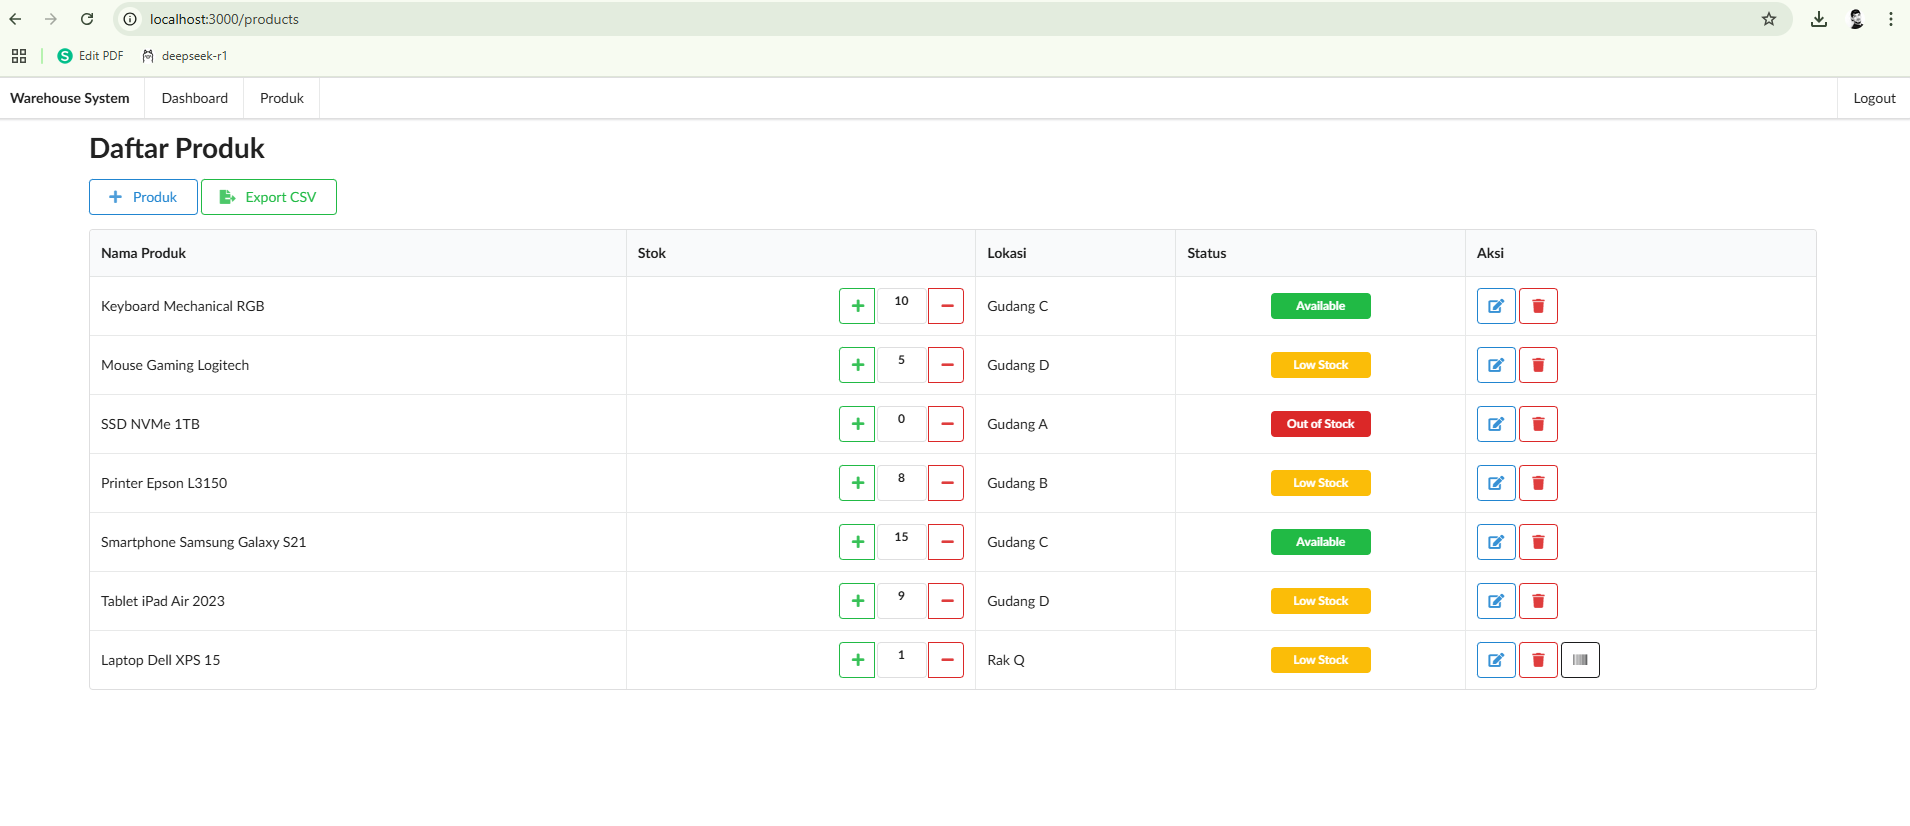 localhost:3000/products
Edit PDF deepseek-r1
Warehouse System Dashboard Produk Logout
Daftar Produk
Produk Export CSV
Nama Produk Stok Lokasi Status Aksi
Keyboard Mechanical RGB 10 Gudang C Available
Mouse Gaming Logitech 5 Gudang D Low Stock
SSD NVMe 1TB 0 Gudang A Out of Stock
Printer Epson L3150 8 Gudang B Low Stock
Smartphone Samsung Galaxy S21 15 Gudang C Available
Tablet iPad Air 2023 9 Gudang D Low Stock
Laptop Dell XPS 15 1 Rak Q Low Stock